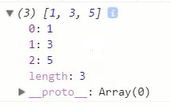 ▼ (3) [1, 3, 5] i
0: 1
1: 3
2: 5
length: 3
▶ __proto__: Array(0)